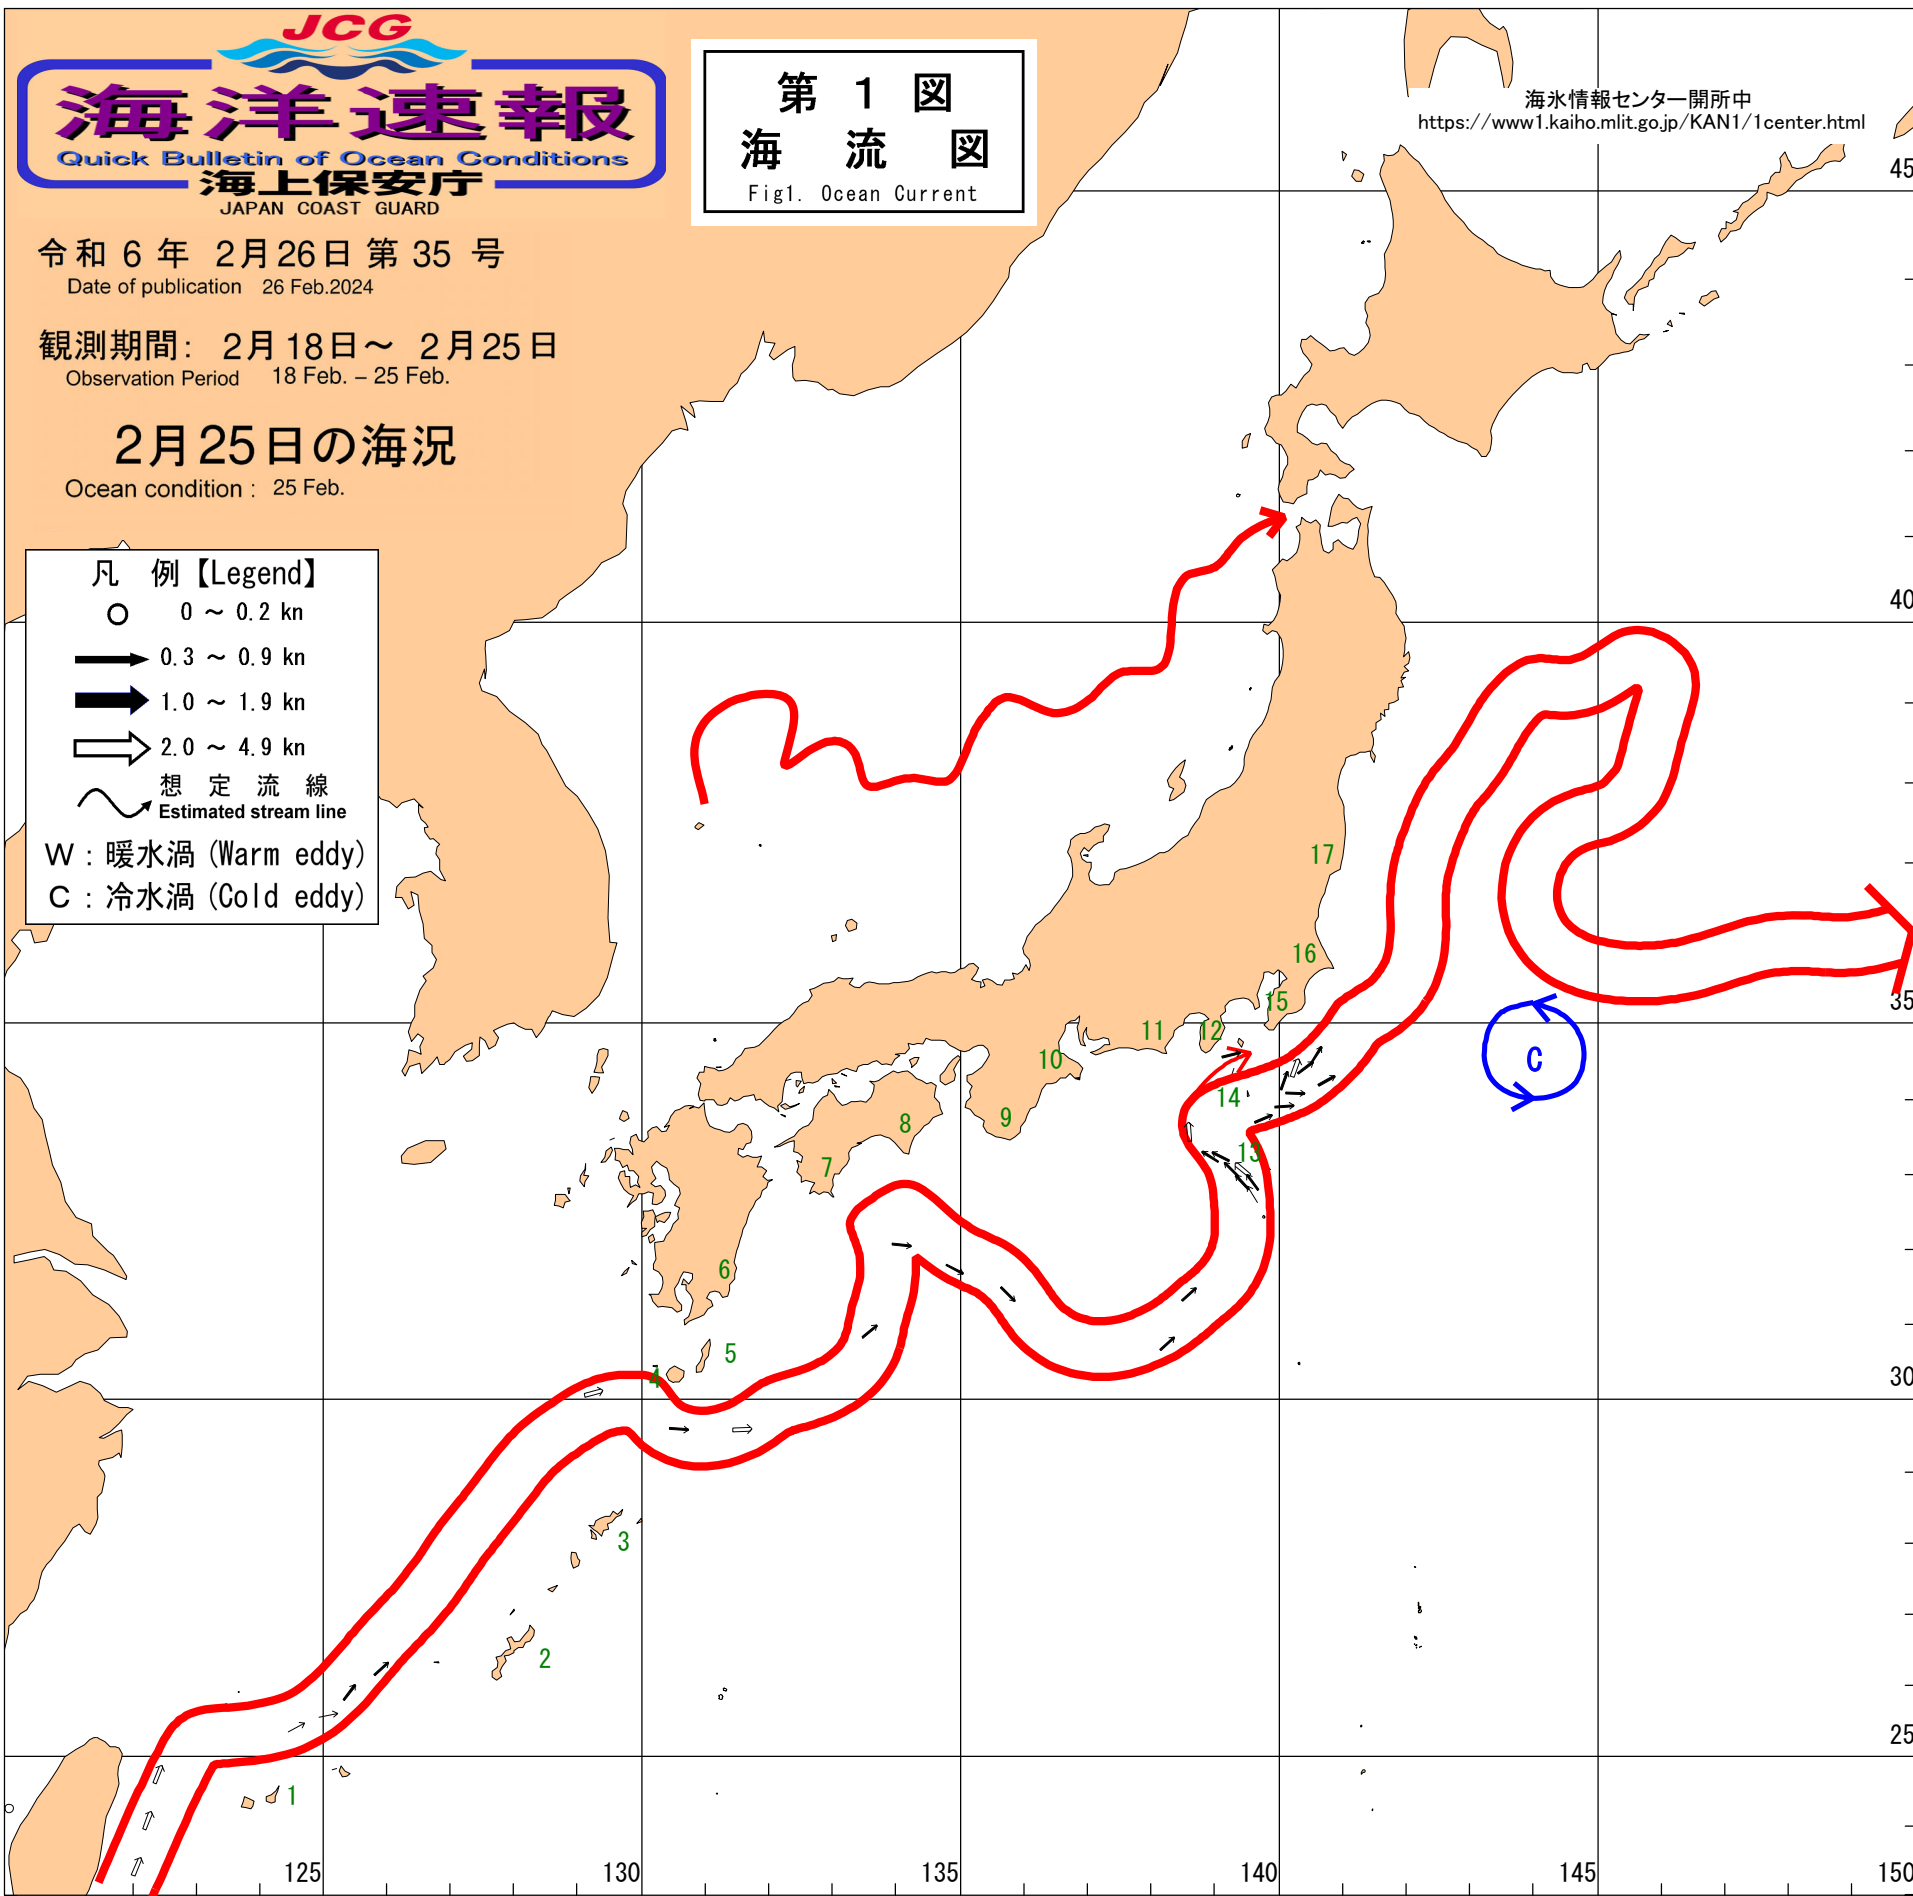 JCG
海洋速報
Quick Bulletin of Ocean Conditions
海上保安庁
JAPAN COAST GUARD
令和 6 年 2月26日 第 35 号
Date of publication 26 Feb.2024
観測期間: 2月18日～ 2月25日
Observation Period 18 Feb. – 25 Feb.
2月25日の海況
Ocean condition : 25 Feb.
第 1 図
海 流 図
Fig1. Ocean Current
海氷情報センター開所中
https://www1.kaiho.mlit.go.jp/KAN1/1center.html
凡 例【Legend】
0 ～ 0.2 kn
0.3 ～ 0.9 kn
1.0 ～ 1.9 kn
2.0 ～ 4.9 kn
想 定 流 線
Estimated stream line
W : 暖水渦 (Warm eddy)
C : 冷水渦 (Cold eddy)
45
40
17
16
15
35
11
12
10
C
14
9
8
13
7
6
5
4
30
3
2
25
1
125
130
135
140
145
150